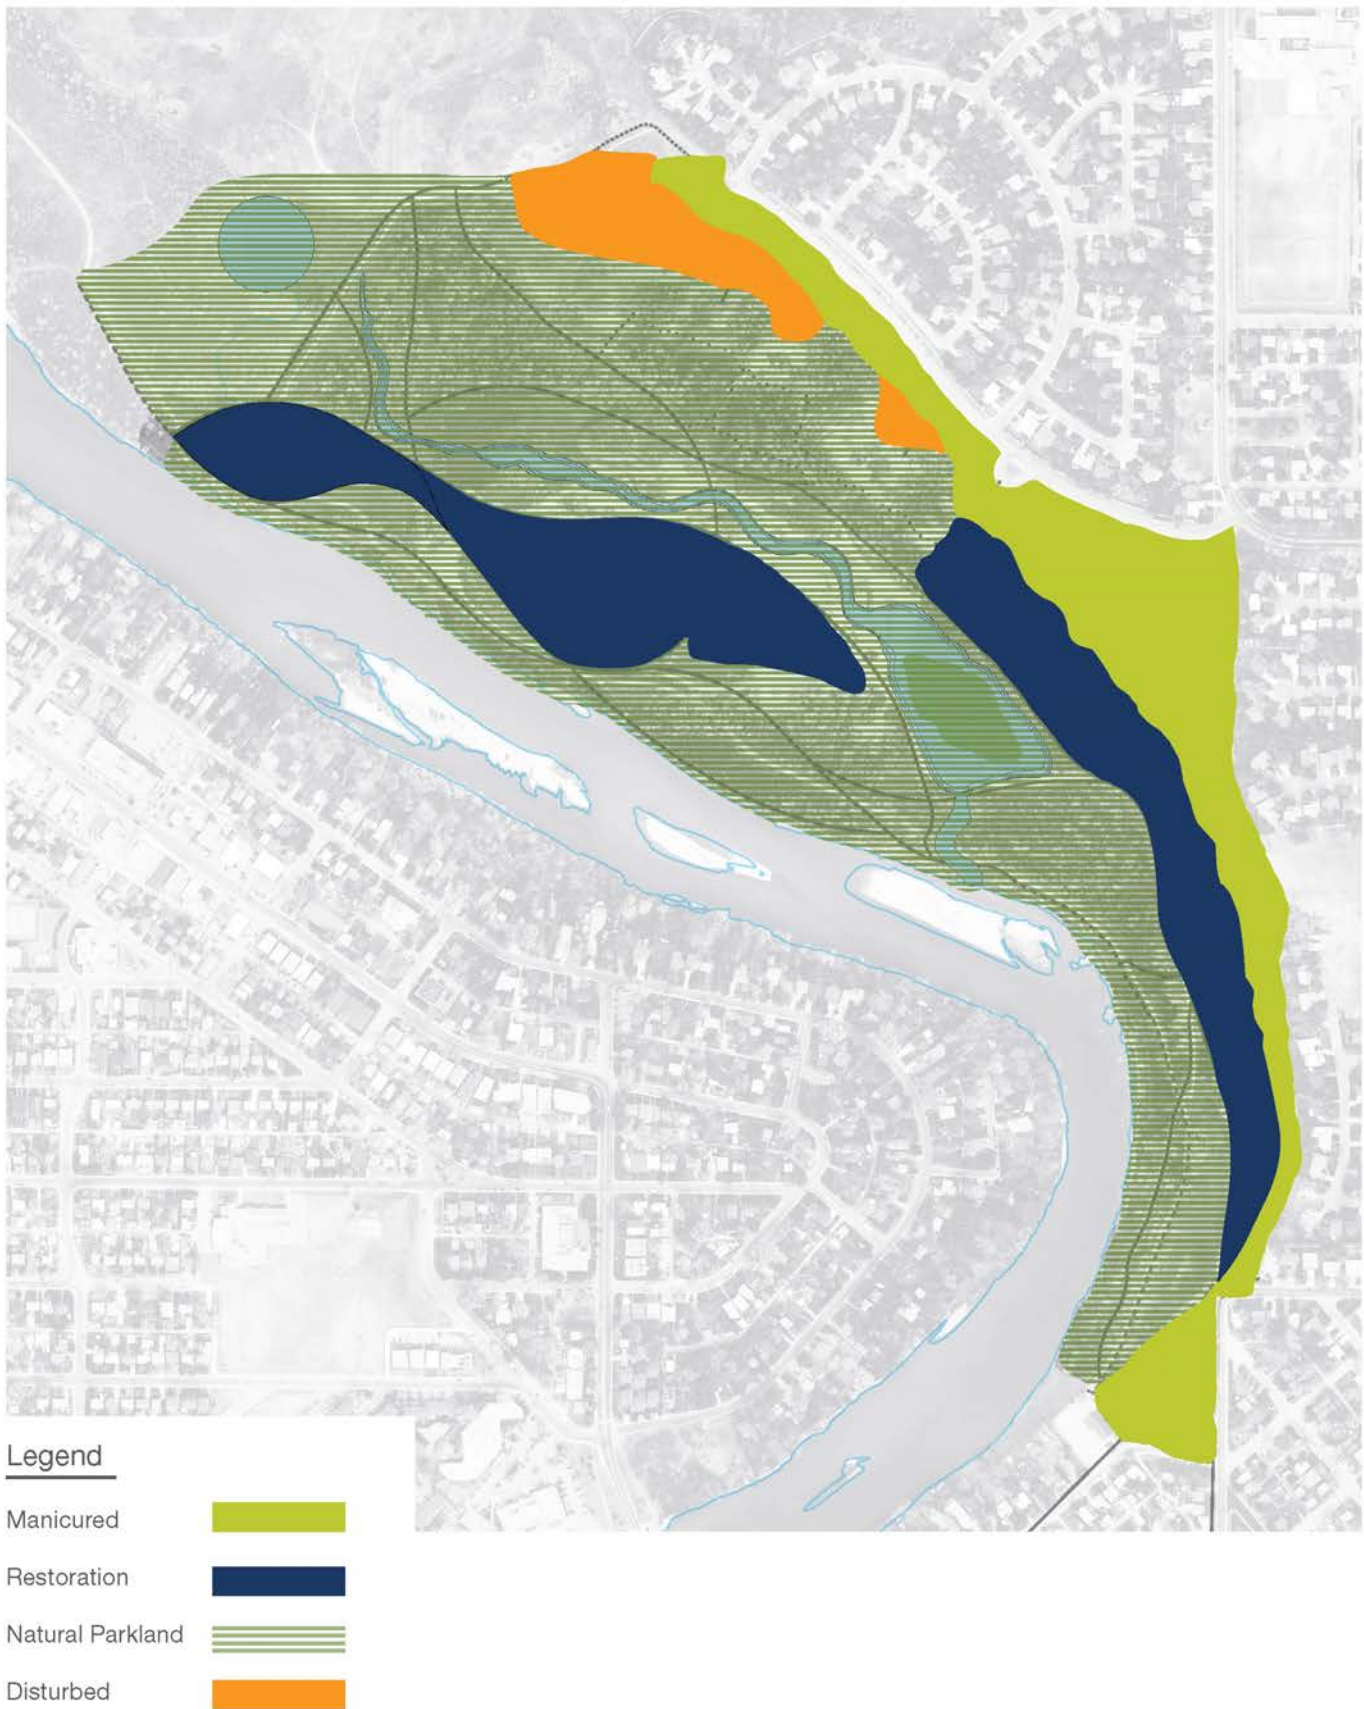 Legend
Manicured
Restoration
Natural Parkland
Disturbed